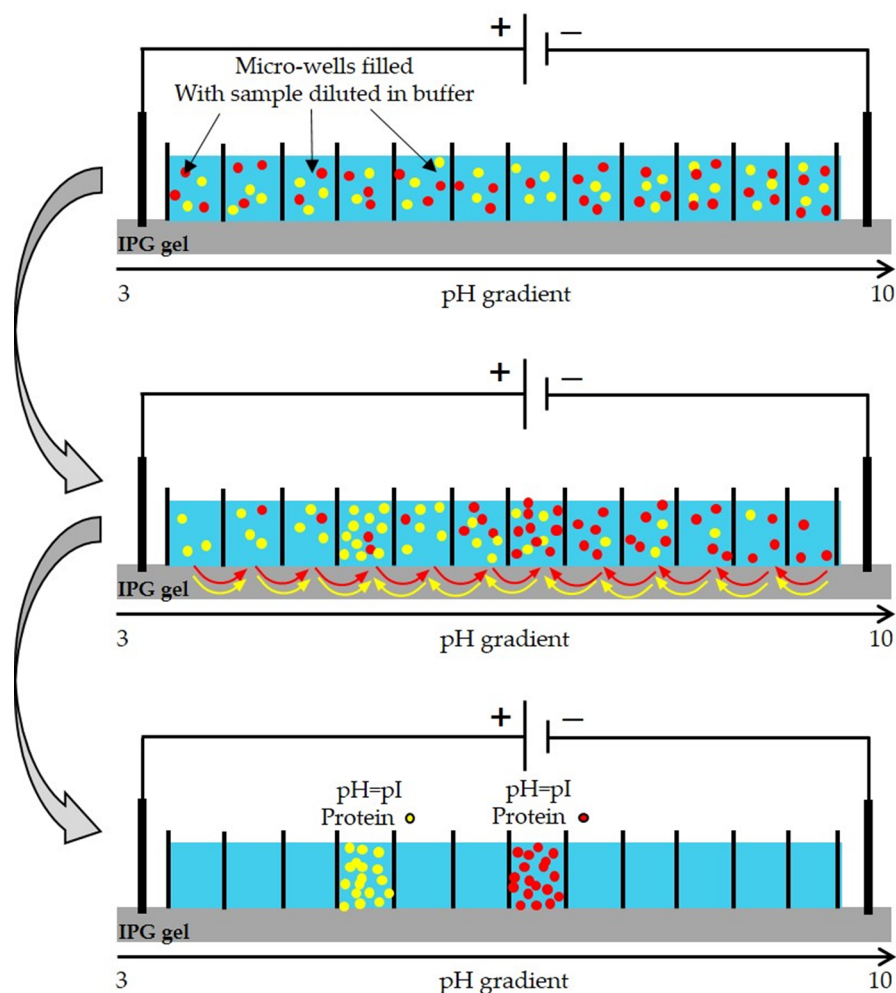 + −
Micro-wells filled
With sample diluted in buffer
IPG gel
3 pH gradient 10
+ −
IPG gel
3 pH gradient 10
+ −
pH=pI pH=pI
Protein Protein
IPG gel
3 pH gradient 10